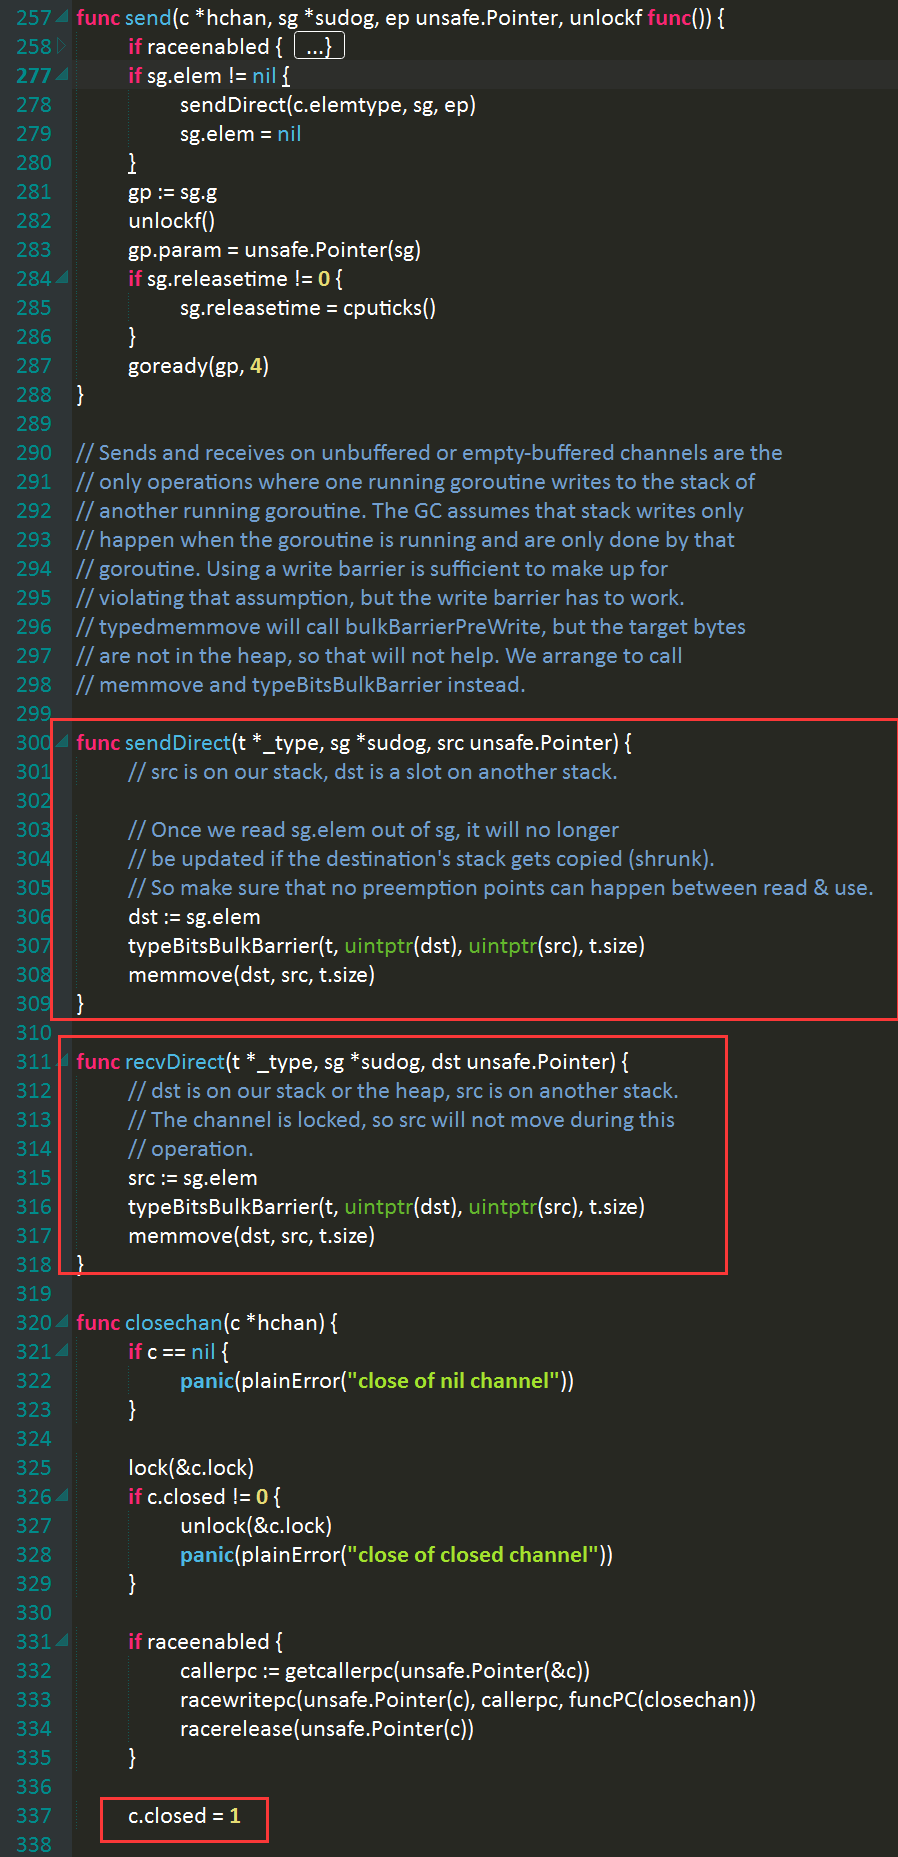 257 func send(c *hchan, sg *sudog, ep unsafe.Pointer, unlockf func()) {
258 if raceenabled { ...}
277 if sg.elem != nil {
278 sendDirect(c.elemtype, sg, ep)
279 sg.elem = nil
280 }
281 gp := sg.g
282 unlockf()
283 gp.param = unsafe.Pointer(sg)
284 if sg.releasetime != 0 {
285 sg.releasetime = cputicks()
286 }
287 goready(gp, 4)
288 }
289
290 // Sends and receives on unbuffered or empty-buffered channels are the
291 // only operations where one running goroutine writes to the stack of
292 // another running goroutine. The GC assumes that stack writes only
293 // happen when the goroutine is running and are only done by that
294 // goroutine. Using a write barrier is sufficient to make up for
295 // violating that assumption, but the write barrier has to work.
296 // typedmemmove will call bulkBarrierPreWrite, but the target bytes
297 // are not in the heap, so that will not help. We arrange to call
298 // memmove and typeBitsBulkBarrier instead.
299
300 func sendDirect(t *_type, sg *sudog, src unsafe.Pointer) {
301 // src is on our stack, dst is a slot on another stack.
302
303 // Once we read sg.elem out of sg, it will no longer
304 // be updated if the destination's stack gets copied (shrunk).
305 // So make sure that no preemption points can happen between read & use.
306 dst := sg.elem
307 typeBitsBulkBarrier(t, uintptr(dst), uintptr(src), t.size)
308 memmove(dst, src, t.size)
309 }
310
311 func recvDirect(t *_type, sg *sudog, dst unsafe.Pointer) {
312 // dst is on our stack or the heap, src is on another stack.
313 // The channel is locked, so src will not move during this
314 // operation.
315 src := sg.elem
316 typeBitsBulkBarrier(t, uintptr(dst), uintptr(src), t.size)
317 memmove(dst, src, t.size)
318 }
319
320 func closechan(c *hchan) {
321 if c == nil {
322 panic(plainError("close of nil channel"))
323 }
324
325 lock(&c.lock)
326 if c.closed != 0 {
327 unlock(&c.lock)
328 panic(plainError("close of closed channel"))
329 }
330
331 if raceenabled {
332 callerpc := getcallerpc(unsafe.Pointer(&c))
333 racewritepc(unsafe.Pointer(c), callerpc, funcPC(closechan))
334 racerelease(unsafe.Pointer(c))
335 }
336
337 c.closed = 1
338